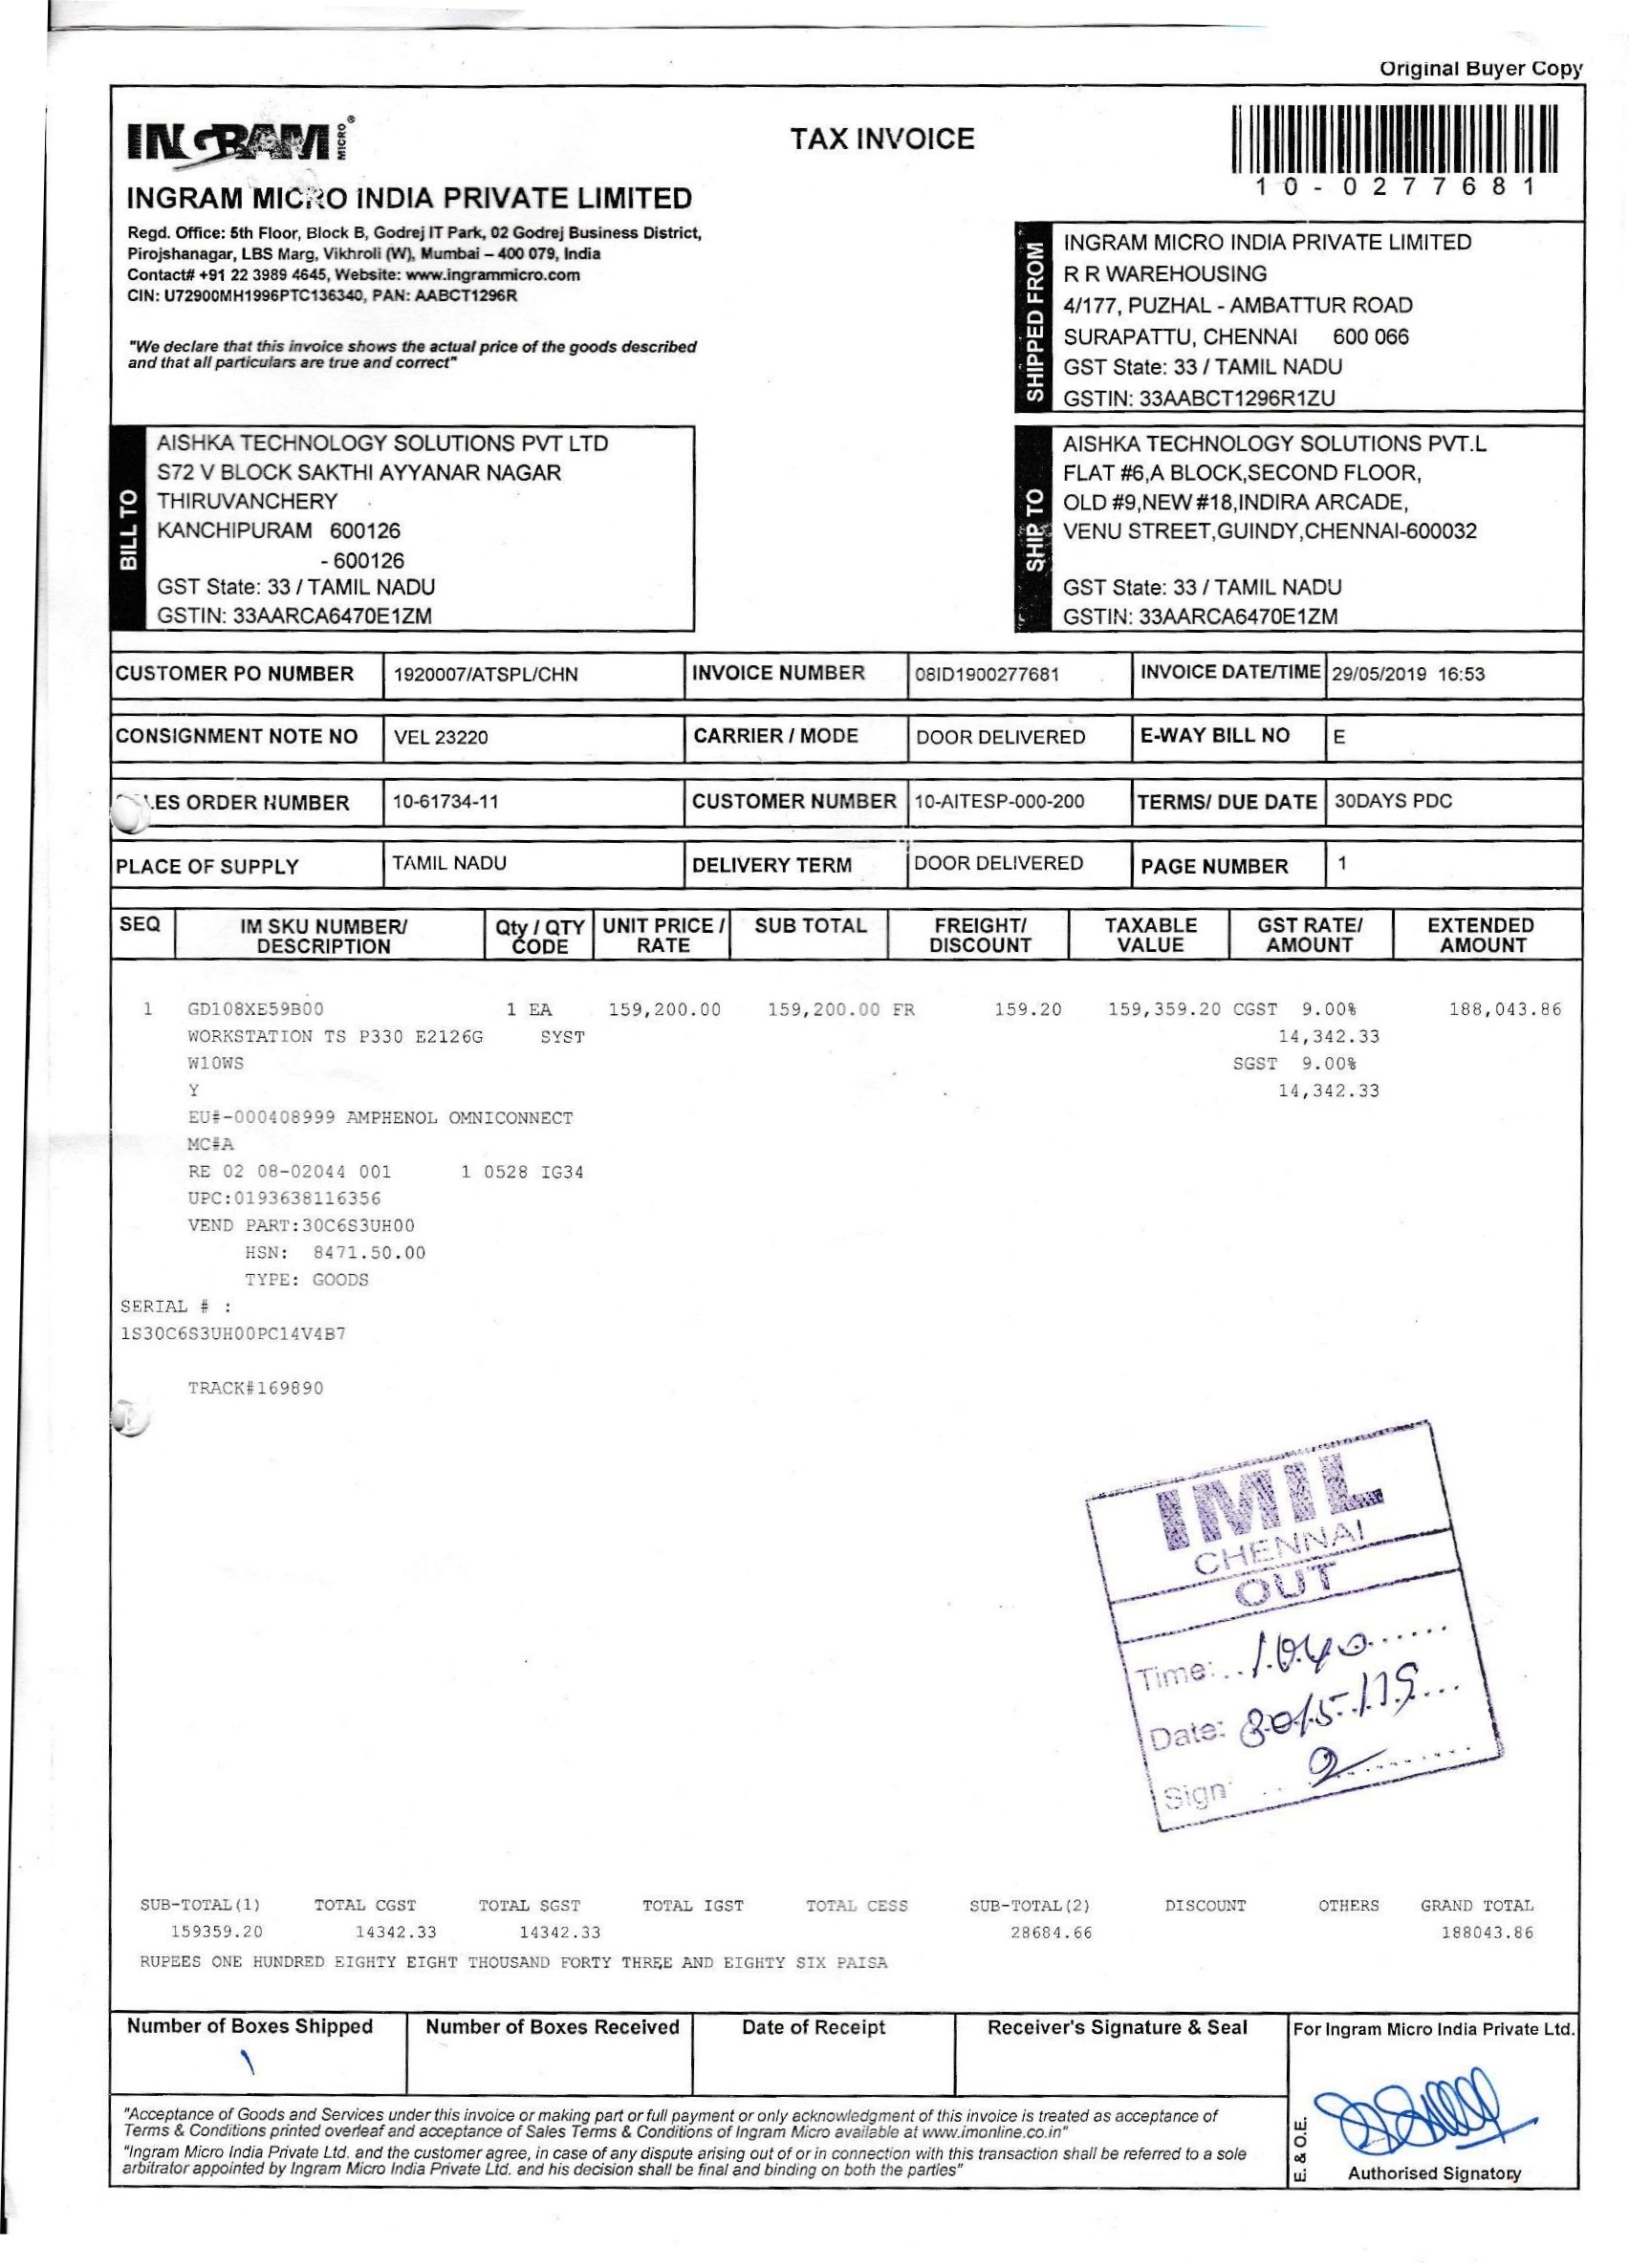 Original Buyer Copy
INGRAM MICRO ®
TAX INVOICE
10-0277681
INGRAM MICRO INDIA PRIVATE LIMITED
Regd. Office: 5th Floor, Block B, Godrej IT Park, 02 Godrej Business District,
Pirojshanagar, LBS Marg, Vikhroli (W), Mumbai – 400 079, India
Contact# +91 22 3989 4645, Website: www.ingrammicro.com
CIN: U72900MH1996PTC136340, PAN: AABCT1296R
"We declare that this invoice shows the actual price of the goods described
and that all particulars are true and correct"
SHIPPED FROM
INGRAM MICRO INDIA PRIVATE LIMITED
R R WAREHOUSING
4/177, PUZHAL - AMBATTUR ROAD
SURAPATTU, CHENNAI 600 066
GST State: 33 / TAMIL NADU
GSTIN: 33AABCT1296R1ZU
BILL TO
AISHKA TECHNOLOGY SOLUTIONS PVT LTD
S72 V BLOCK SAKTHI AYYANAR NAGAR
THIRUVANCHERY
KANCHIPURAM 600126
- 600126
GST State: 33 / TAMIL NADU
GSTIN: 33AARCA6470E1ZM
SHIP TO
AISHKA TECHNOLOGY SOLUTIONS PVT.L
FLAT #6,A BLOCK,SECOND FLOOR,
OLD #9,NEW #18,INDIRA ARCADE,
VENU STREET,GUINDY,CHENNAI-600032
GST State: 33 / TAMIL NADU
GSTIN: 33AARCA6470E1ZM
CUSTOMER PO NUMBER 1920007/ATSPL/CHN INVOICE NUMBER 08ID1900277681 INVOICE DATE/TIME 29/05/2019 16:53
CONSIGNMENT NOTE NO VEL 23220 CARRIER / MODE DOOR DELIVERED E-WAY BILL NO E
LES ORDER NUMBER 10-61734-11 CUSTOMER NUMBER 10-AITESP-000-200 TERMS/ DUE DATE 30DAYS PDC
PLACE OF SUPPLY TAMIL NADU DELIVERY TERM DOOR DELIVERED PAGE NUMBER 1
SEQ IM SKU NUMBER/ Qty / QTY UNIT PRICE / SUB TOTAL FREIGHT/ TAXABLE GST RATE/ EXTENDED
DESCRIPTION CODE RATE DISCOUNT VALUE AMOUNT AMOUNT
1 GD108XE59B00 1 EA 159,200.00 159,200.00 FR 159.20 159,359.20 CGST 9.00% 188,043.86
WORKSTATION TS P330 E2126G SYST 14,342.33
W10WS SGST 9.00%
Y 14,342.33
EU#-000408999 AMPHENOL OMNICONNECT
MC#A
RE 02 08-02044 001 1 0528 IG34
UPC:0193638116356
VEND PART:30C6S3UH00
HSN: 8471.50.00
TYPE: GOODS
SERIAL # :
1S30C6S3UH00PC14V4B7
TRACK#169890
IMIL
CHENNAI
OUT
Time: 1040
Date: 30/5/19
Sign
SUB-TOTAL(1) TOTAL CGST TOTAL SGST TOTAL IGST TOTAL CESS SUB-TOTAL(2) DISCOUNT OTHERS GRAND TOTAL
159359.20 14342.33 14342.33 28684.66 188043.86
RUPEES ONE HUNDRED EIGHTY EIGHT THOUSAND FORTY THREE AND EIGHTY SIX PAISA
Number of Boxes Shipped Number of Boxes Received Date of Receipt Receiver's Signature & Seal For Ingram Micro India Private Ltd.
1
"Acceptance of Goods and Services under this invoice or making part or full payment or only acknowledgment of this invoice is treated as acceptance of
Terms & Conditions printed overleaf and acceptance of Sales Terms & Conditions of Ingram Micro available at www.imonline.co.in"
"Ingram Micro India Private Ltd. and the customer agree, in case of any dispute arising out of or in connection with this transaction shall be referred to a sole
arbitrator appointed by Ingram Micro India Private Ltd. and his decision shall be final and binding on both the parties"
E. & O.E.
Authorised Signatory